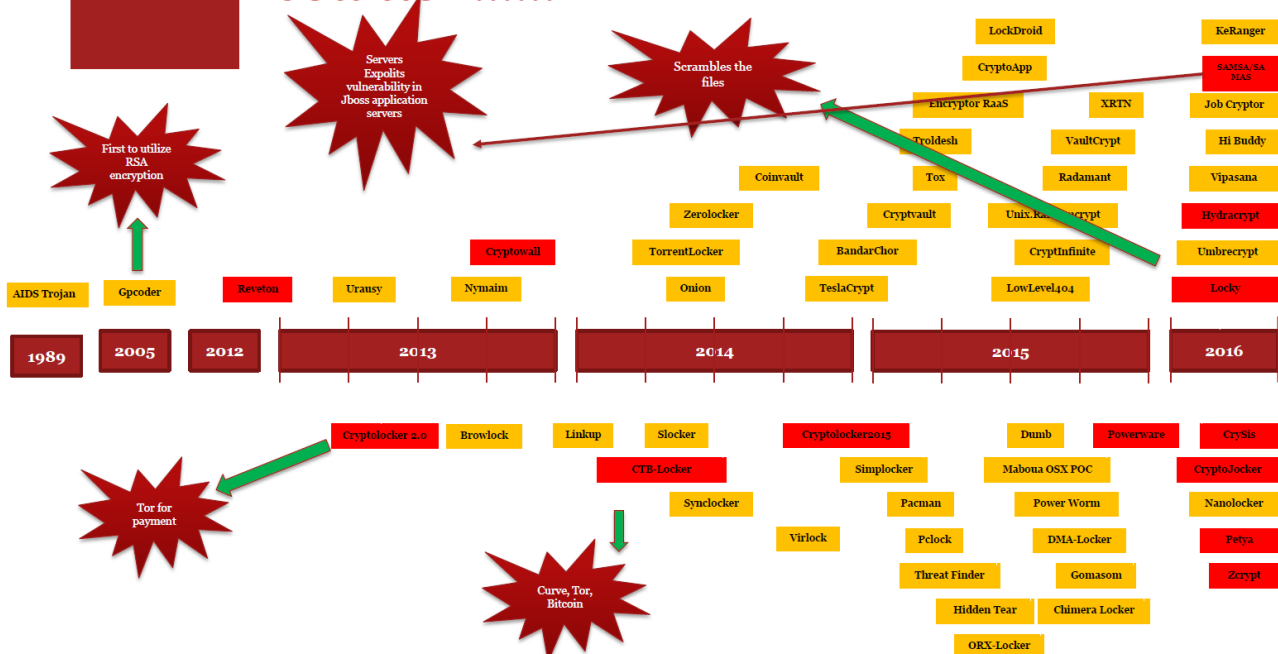 LockDroid
KeRanger
Servers
Expolits
vulnerability in
Jboss application
servers
Scrambles the
files
CryptoApp
SAMSA/SA
MAS
Encryptor RaaS
XRTN
Job Cryptor
First to utilize
RSA
encryption
Troldesh
VaultCrypt
Hi Buddy
Coinvault
Tox
Radamant
Vipasana
Zerolocker
Cryptvault
Hydracrypt
Cryptowall
TorrentLocker
BandarChor
CryptInfinite
Umbrecrypt
AIDS Trojan
Gpcoder
Reveton
Urausy
Nymaim
Onion
TeslaCrypt
LowLevel404
Locky
1989
2005
2012
2013
2014
2015
2016
Cryptolocker 2.0
Browlock
Linkup
Slocker
Cryptolocker2015
Dumb
Powerware
CrySis
CTB-Locker
Simplocker
Maboua OSX POC
CryptoJocker
Tor for
payment
Synclocker
Pacman
Power Worm
Nanolocker
Virlock
Pclock
DMA-Locker
Petya
Curve, Tor,
Bitcoin
Threat Finder
Gomasom
Zcrypt
Hidden Tear
Chimera Locker
ORX-Locker